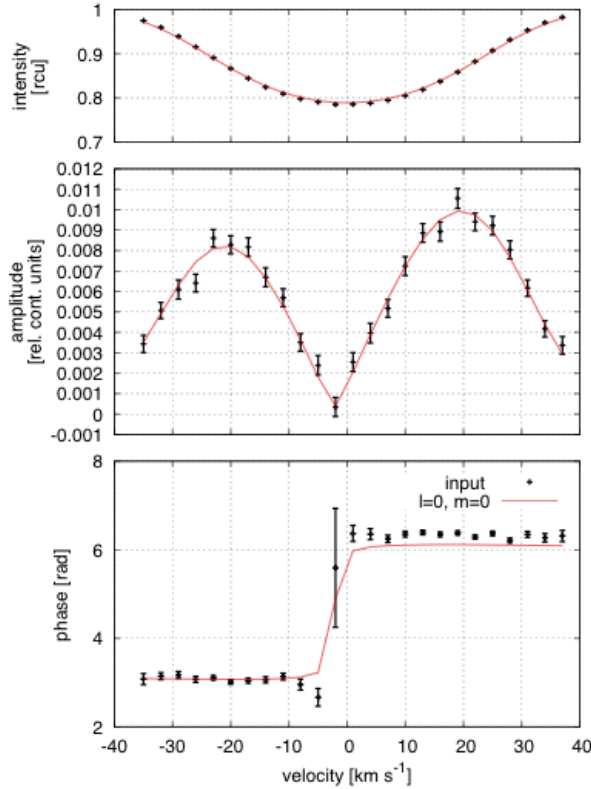 intensity
[rcu]
1
0.9
0.8
0.7
amplitude
[rel. cont. units]
0.012
0.011
0.01
0.009
0.008
0.007
0.006
0.005
0.004
0.003
0.002
0.001
0
-0.001
phase [rad]
8
6
4
2
input
l=0, m=0
-40 -30 -20 -10 0 10 20 30 40
velocity [km s⁻¹]